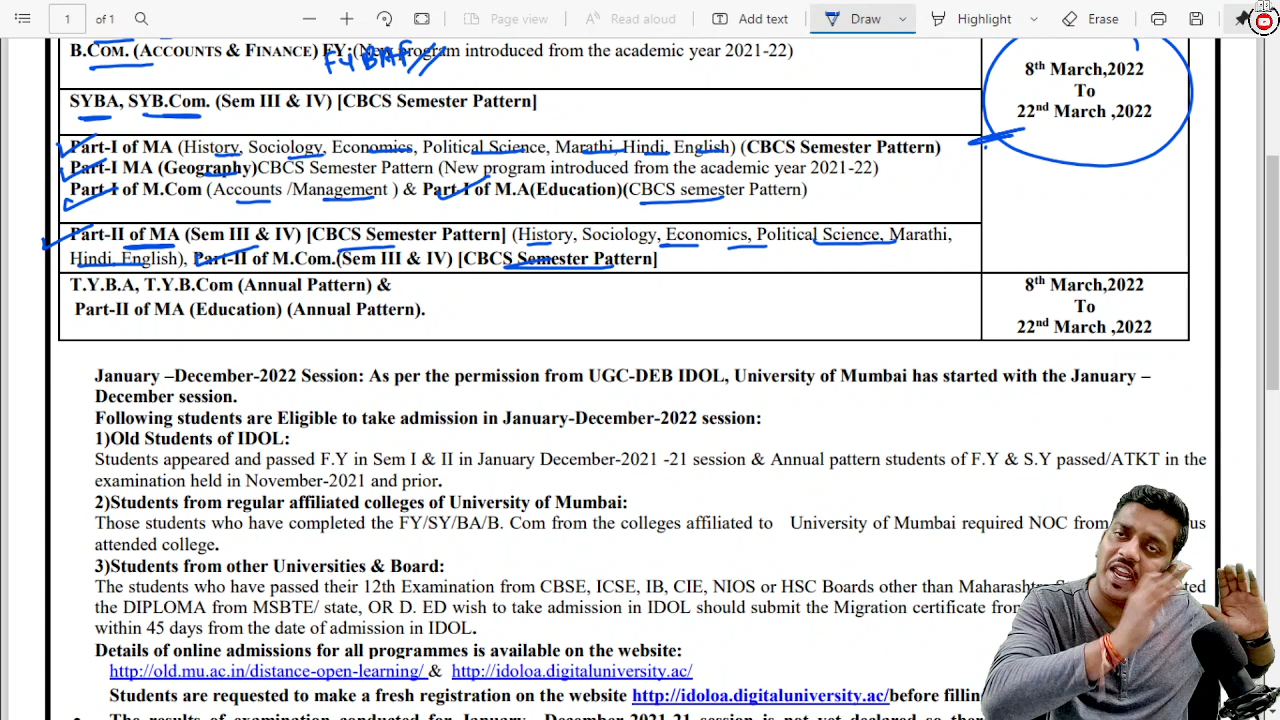 1 of 1
Page view
Read aloud
Add text
Draw
Highlight
Erase
B.COM. (ACCOUNTS & FINANCE) FY:(New program introduced from the academic year 2021-22)
FYBAF
8th March,2022
To
22nd March ,2022
SYBA, SYB.Com. (Sem III & IV) [CBCS Semester Pattern]
Part-I of MA (History, Sociology, Economics, Political Science, Marathi, Hindi, English) (CBCS Semester Pattern)
Part-I MA (Geography)CBCS Semester Pattern (New program introduced from the academic year 2021-22)
Part-I of M.Com (Accounts /Management ) & Part-I of M.A(Education)(CBCS semester Pattern)
Part-II of MA (Sem III & IV) [CBCS Semester Pattern] (History, Sociology, Economics, Political Science, Marathi,
Hindi, English), Part-II of M.Com.(Sem III & IV) [CBCS Semester Pattern]
T.Y.B.A, T.Y.B.Com (Annual Pattern) &
Part-II of MA (Education) (Annual Pattern).
8th March,2022
To
22nd March ,2022
January –December-2022 Session: As per the permission from UGC-DEB IDOL, University of Mumbai has started with the January –
December session.
Following students are Eligible to take admission in January-December-2022 session:
1)Old Students of IDOL:
Students appeared and passed F.Y in Sem I & II in January December-2021 -21 session & Annual pattern students of F.Y & S.Y passed/ATKT in the
examination held in November-2021 and prior.
2)Students from regular affiliated colleges of University of Mumbai:
Those students who have completed the FY/SY/BA/B. Com from the colleges affiliated to University of Mumbai required NOC from
attended college.
3)Students from other Universities & Board:
The students who have passed their 12th Examination from CBSE, ICSE, IB, CIE, NIOS or HSC Boards other than
the DIPLOMA from MSBTE/ state, OR D. ED wish to take admission in IDOL should submit the Migration certificate
within 45 days from the date of admission in IDOL.
Details of online admissions for all programmes is available on the website:
http://old.mu.ac.in/distance-open-learning/ & http://idoloa.digitaluniversity.ac/
Students are requested to make a fresh registration on the website http://idoloa.digitaluniversity.ac/before